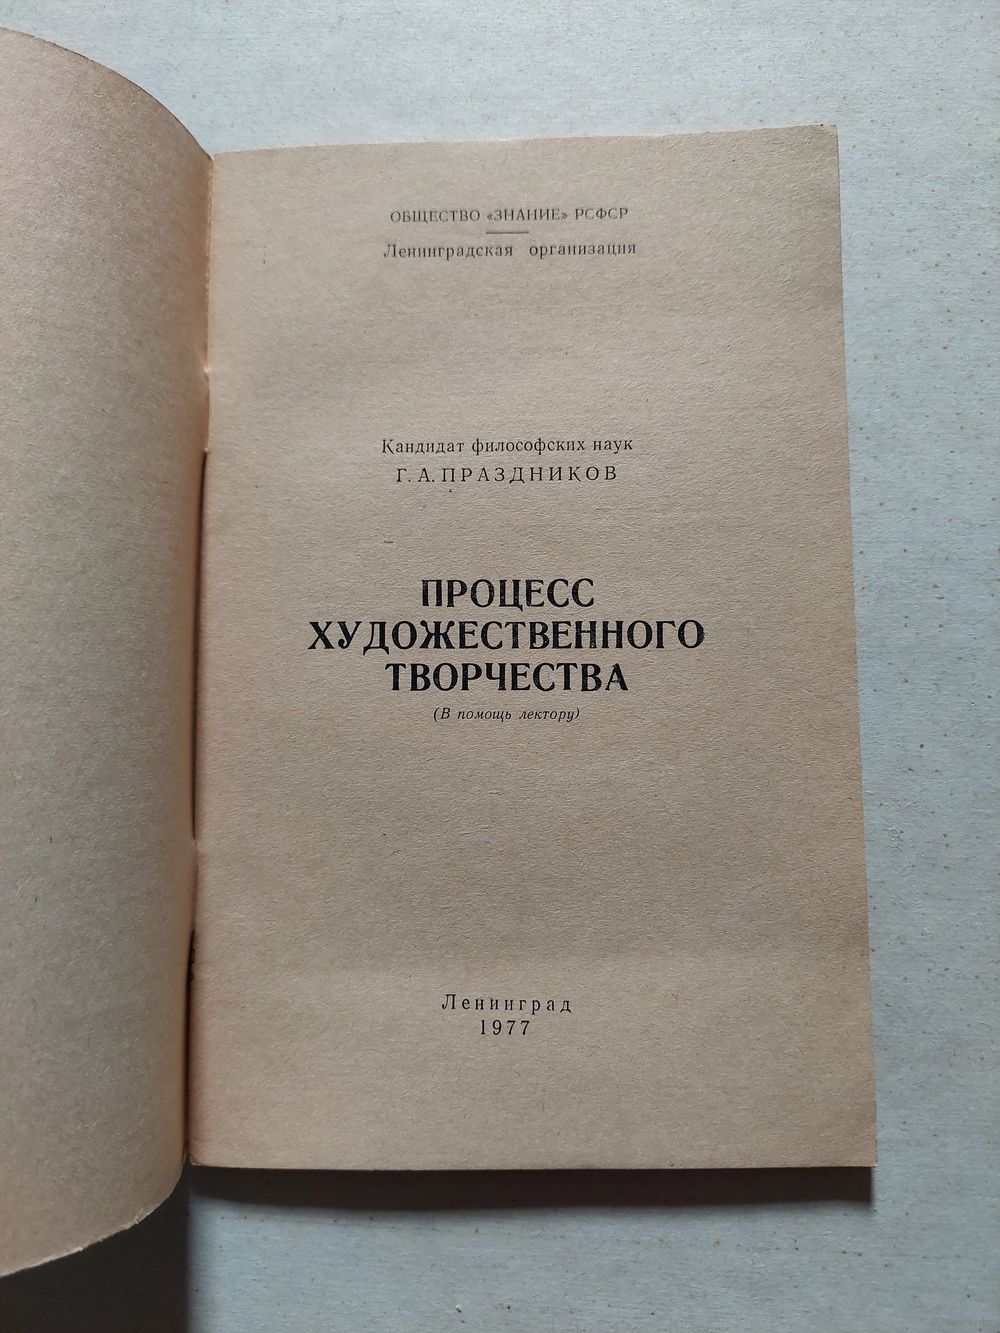 ОБЩЕСТВО «ЗНАНИЕ» РСФСР
Ленинградская организация
Кандидат философских наук
Г. А. ПРАЗДНИКОВ
ПРОЦЕСС
ХУДОЖЕСТВЕННОГО
ТВОРЧЕСТВА
(В помощь лектору)
Ленинград
1977